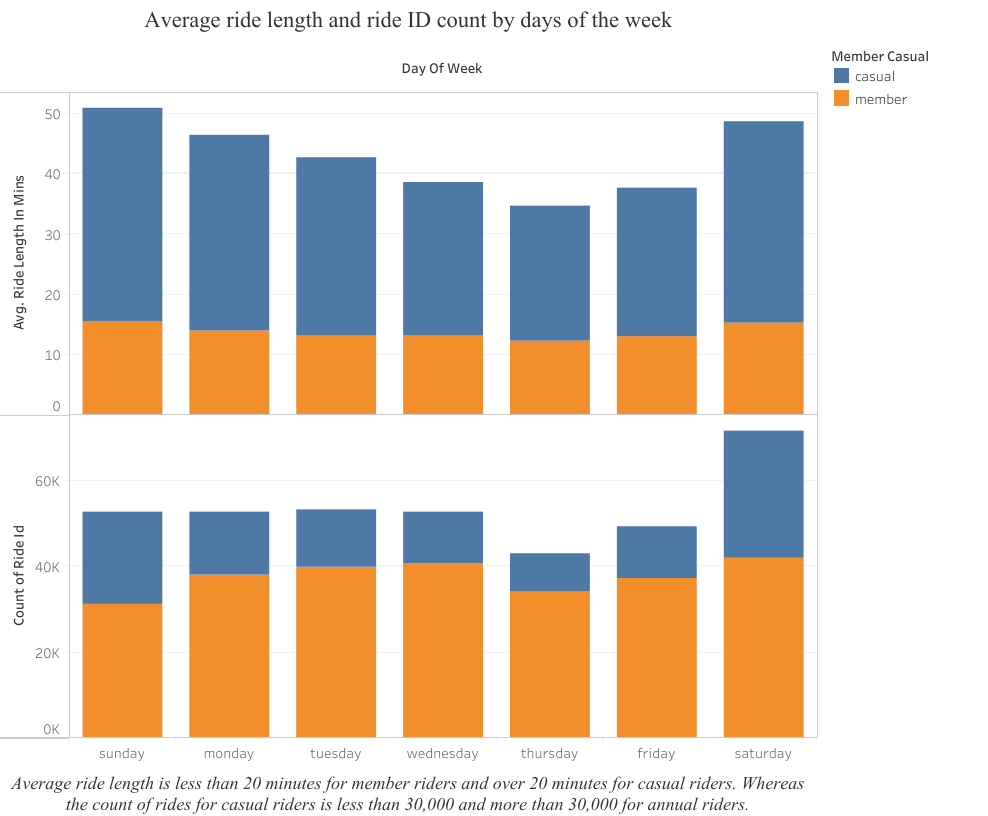 Average ride length and ride ID count by days of the week
Day Of Week
Member Casual
casual
member
Avg. Ride Length In Mins
50
40
30
20
10
0
Count of Ride Id
60K
40K
20K
0K
sunday monday tuesday wednesday thursday friday saturday
Average ride length is less than 20 minutes for member riders and over 20 minutes for casual riders. Whereas
the count of rides for casual riders is less than 30,000 and more than 30,000 for annual riders.